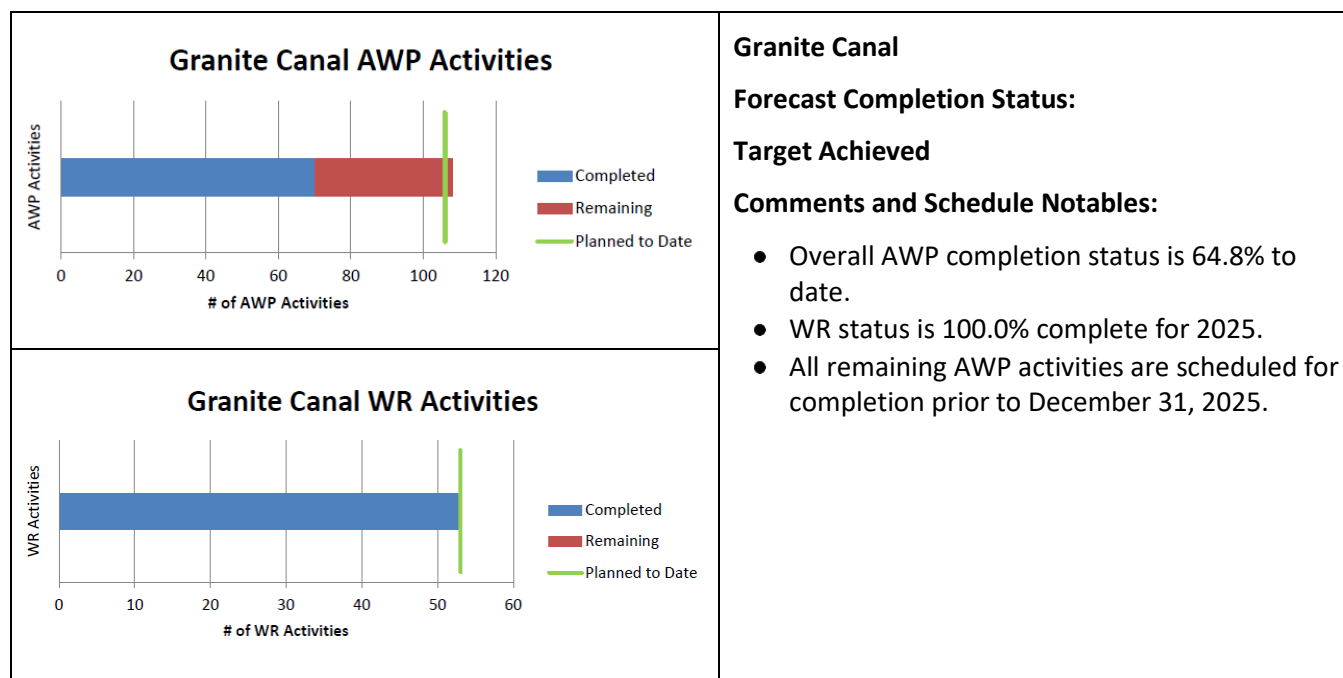 Granite Canal AWP Activities
AWP Activities
Completed
Remaining
Planned to Date
0 20 40 60 80 100 120
# of AWP Activities
Granite Canal WR Activities
WR Activities
Completed
Remaining
Planned to Date
0 10 20 30 40 50 60
# of WR Activities
Granite Canal
Forecast Completion Status:
Target Achieved
Comments and Schedule Notables:
• Overall AWP completion status is 64.8% to
date.
• WR status is 100.0% complete for 2025.
• All remaining AWP activities are scheduled for
completion prior to December 31, 2025.